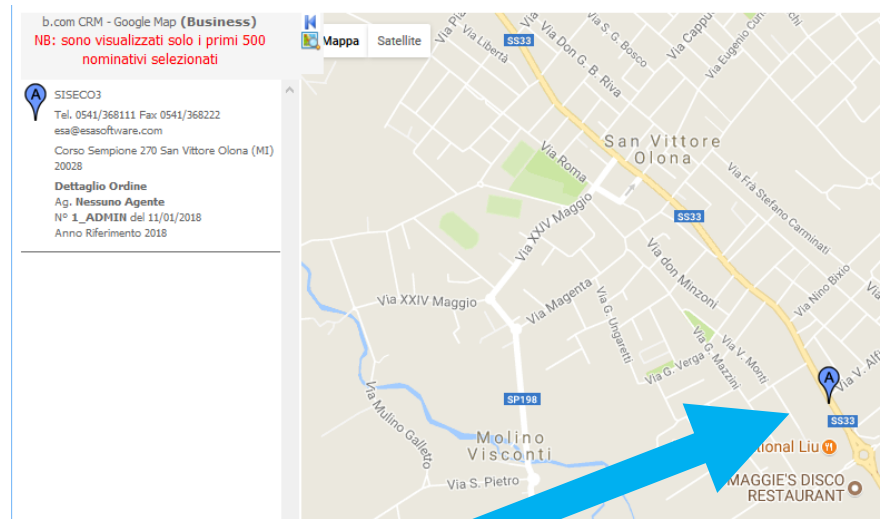 b.com CRM - Google Map (Business)
NB: sono visualizzati solo i primi 500
nominativi selezionati
A
SISECO3
Tel. 0541/368111 Fax 0541/368222
esa@esasoftware.com
Corso Sempione 270 San Vittore Olona (MI)
20028
Dettaglio Ordine
Ag. Nessuno Agente
N° 1_ADMIN del 11/01/2018
Anno Riferimento 2018
Mappa
Satellite
Via Libertà
SS33
Via Don G. B. Riva
Via S. G. Bosco
Via Cappu
Via Eugenio
San Vittore
Olona
Via Roma
Via Frà Stefano Carminati
Via XXIV Maggio
SS33
Via don Minzoni
Via Nino Bixio
Via XXIV Maggio
Via Magenta
Via G. Ungaretti
Via G. Mazzini
Via V. Monti
Via G. Verga
A
Via V. Alfi
SP198
SS33
Via Mulino Galletto
Molino
Visconti
ional Liu
Via S. Pietro
MAGGIE'S DISCO
RESTAURANT